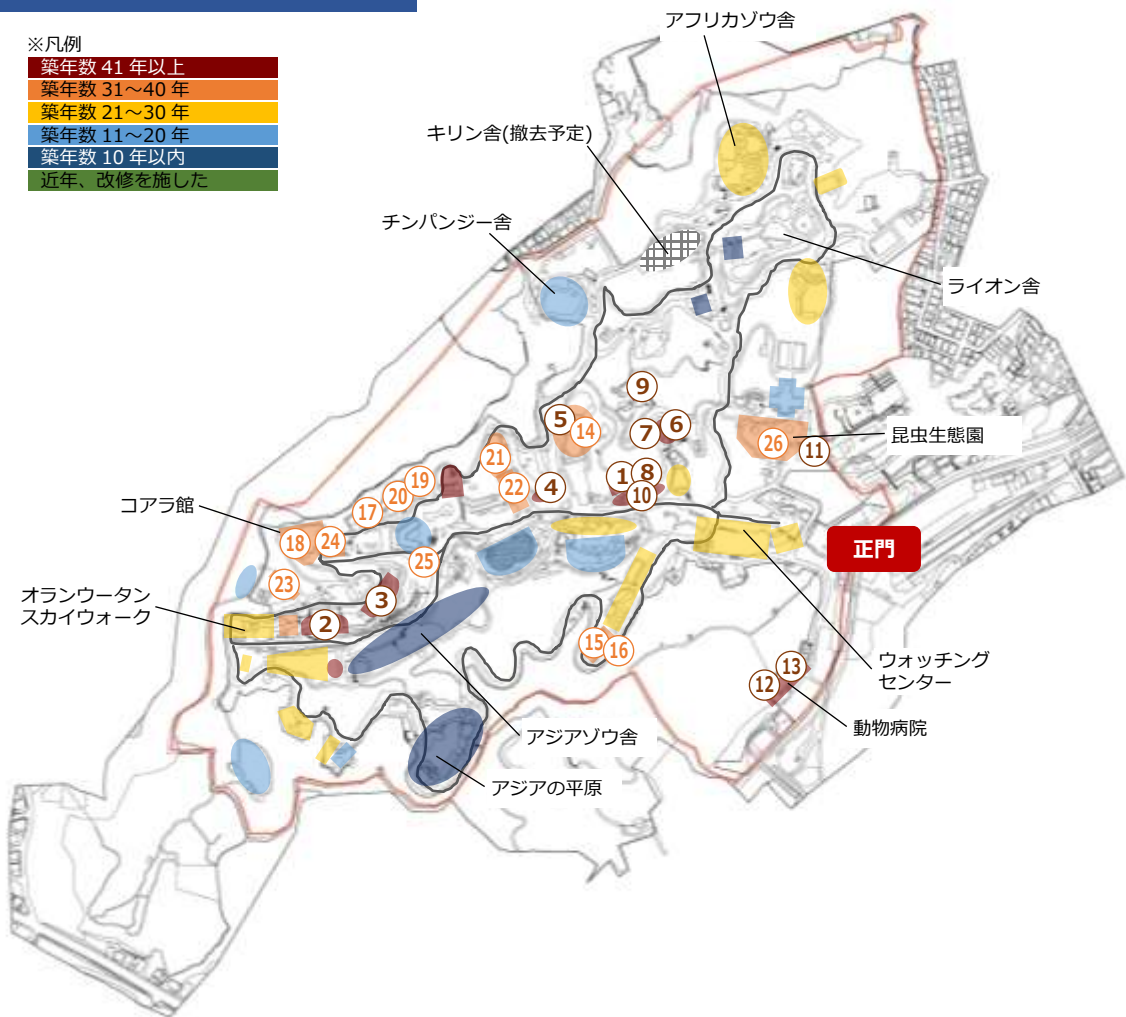 ※凡例
築年数 41 年以上
築年数 31～40 年
築年数 21～30 年
築年数 11～20 年
築年数 10 年以内
近年、改修を施した
アフリカゾウ舎
キリン舎(撤去予定)
チンパンジー舎
ライオン舎
9
5
14
7
6
26
11
昆虫生態園
21
22
4
1
8
10
19
20
17
コアラ館
18
24
25
正門
23
オランウータン
スカイウォーク
3
2
15
16
ウォッチング
センター
13
12
動物病院
アジアゾウ舎
アジアの平原